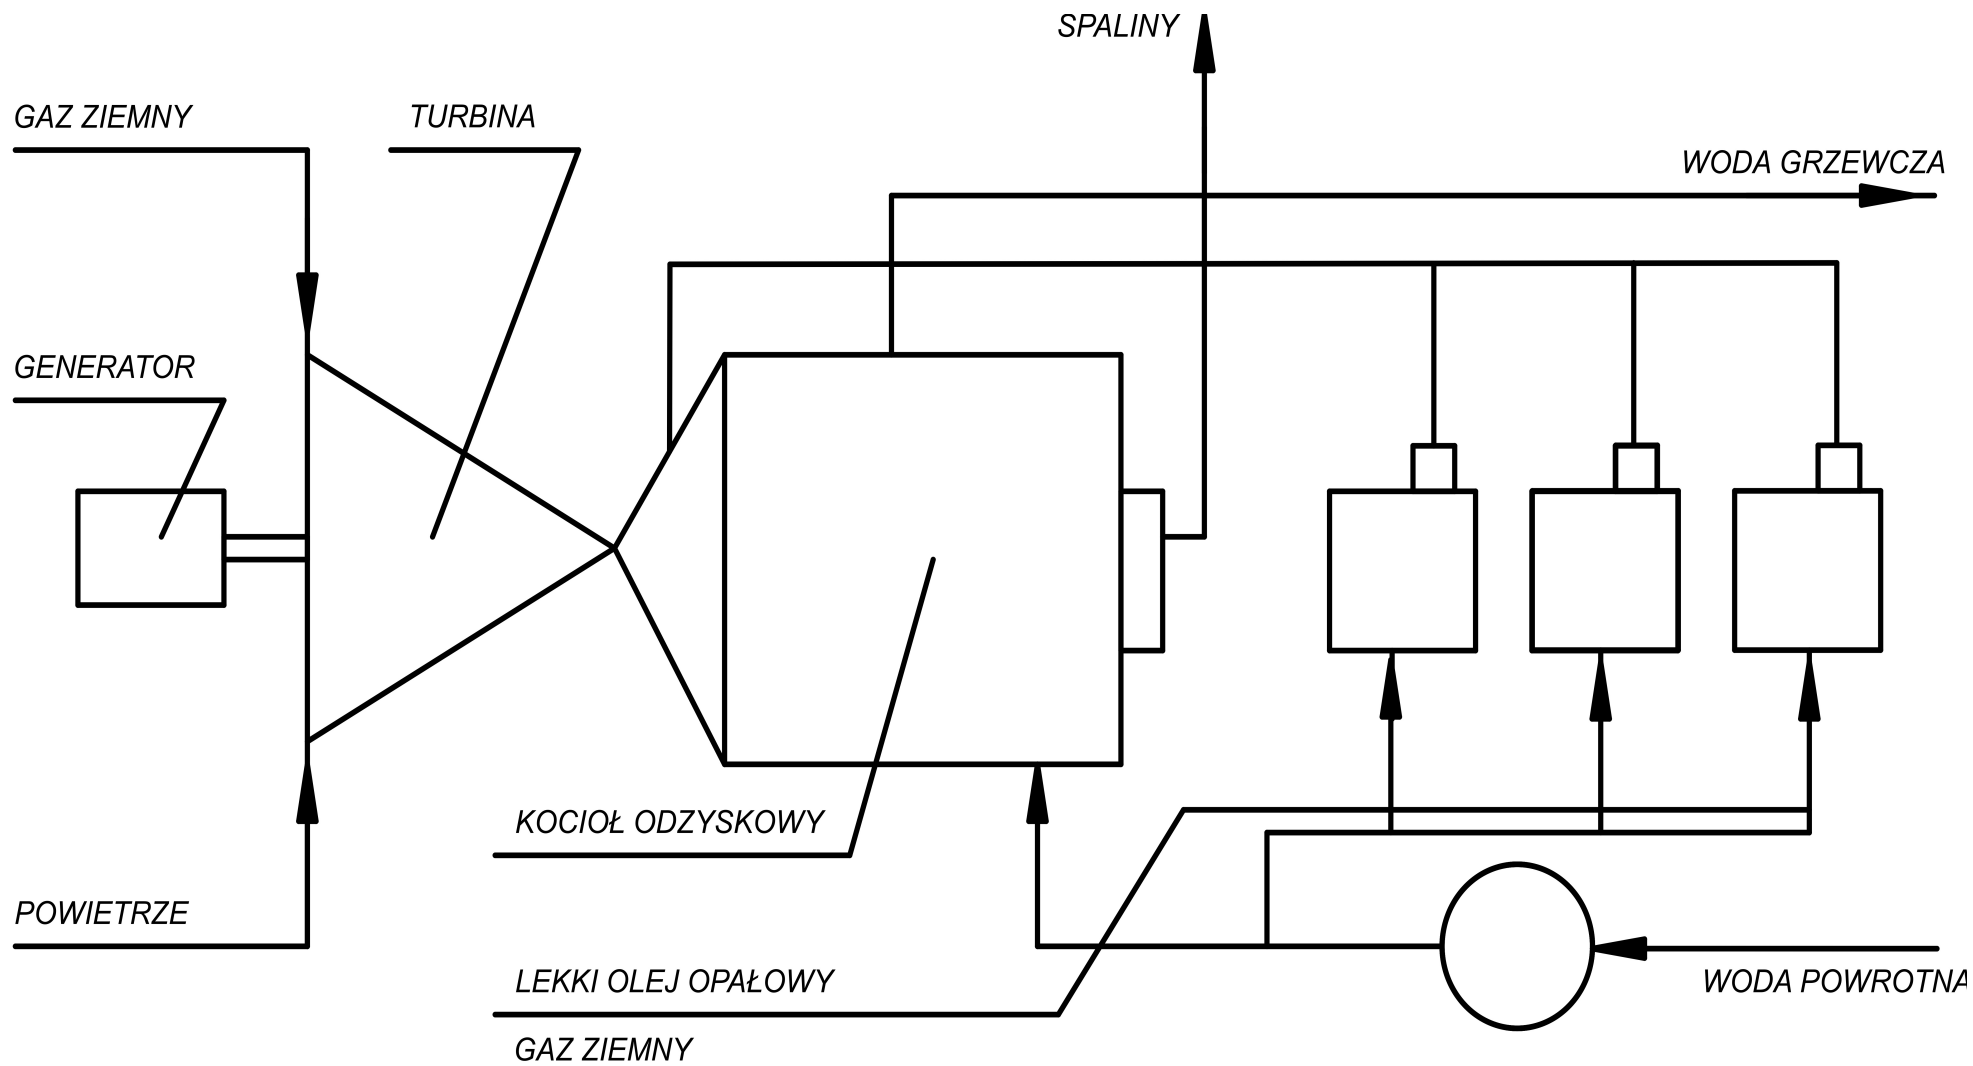 SPALINY
GAZ ZIEMNY
TURBINA
WODA GRZEWCZA
GENERATOR
KOCIOŁ ODZYSKOWY
POWIETRZE
LEKKI OLEJ OPAŁOWY
WODA POWROTNA
GAZ ZIEMNY